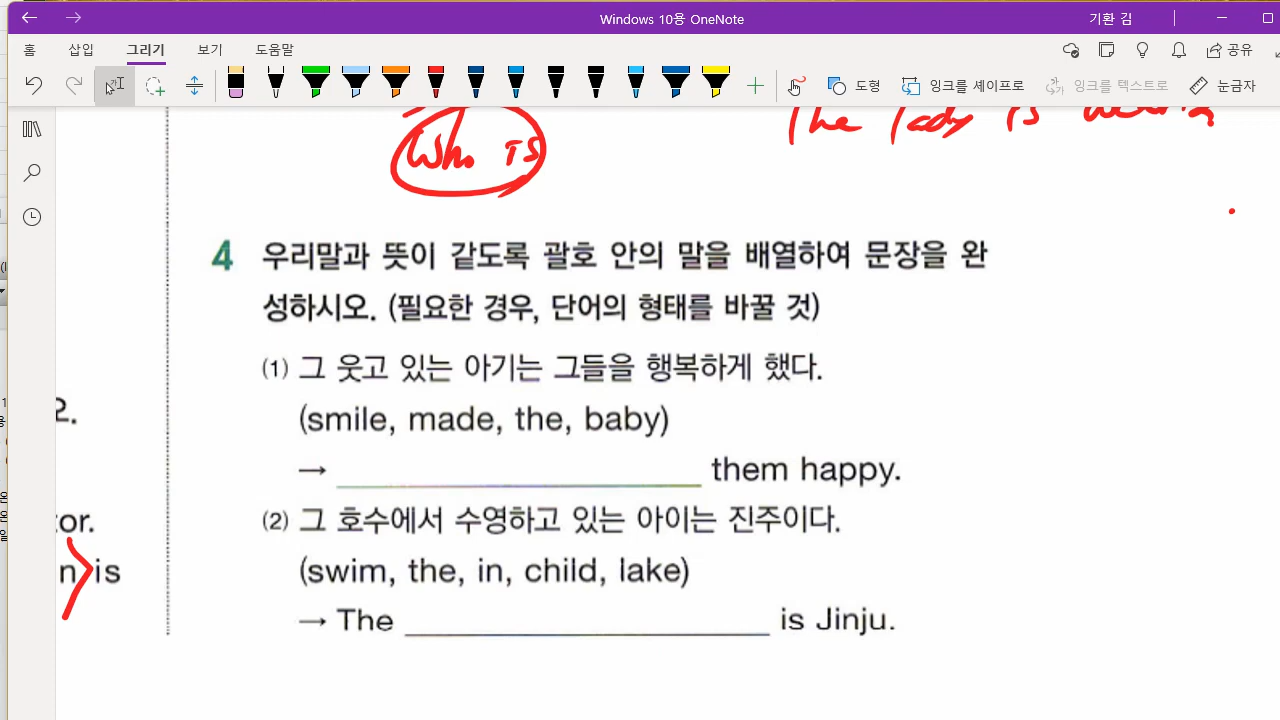 Windows 10용 OneNote
기환 김
홈 삽입 그리기 보기 도움말
공유
도형 잉크를 셰이프로 잉크를 텍스트로 눈금자
The lady is
Who is
4 우리말과 뜻이 같도록 괄호 안의 말을 배열하여 문장을 완
성하시오. (필요한 경우, 단어의 형태를 바꿀 것)
(1) 그 웃고 있는 아기는 그들을 행복하게 했다.
(smile, made, the, baby)
→ them happy.
(2) 그 호수에서 수영하고 있는 아이는 진주이다.
(swim, the, in, child, lake)
→ The is Jinju.
오.
tor.
n is